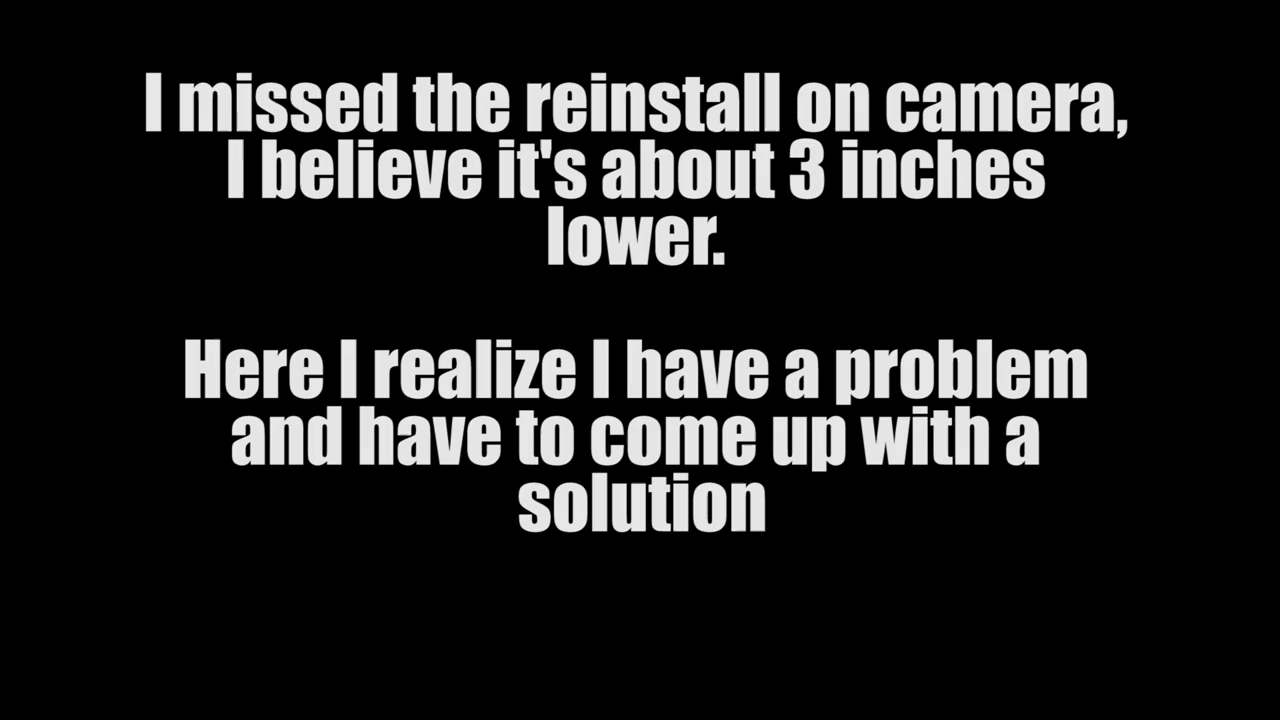 I missed the reinstall on camera,
I believe it's about 3 inches
lower.
Here I realize I have a problem
and have to come up with a
solution